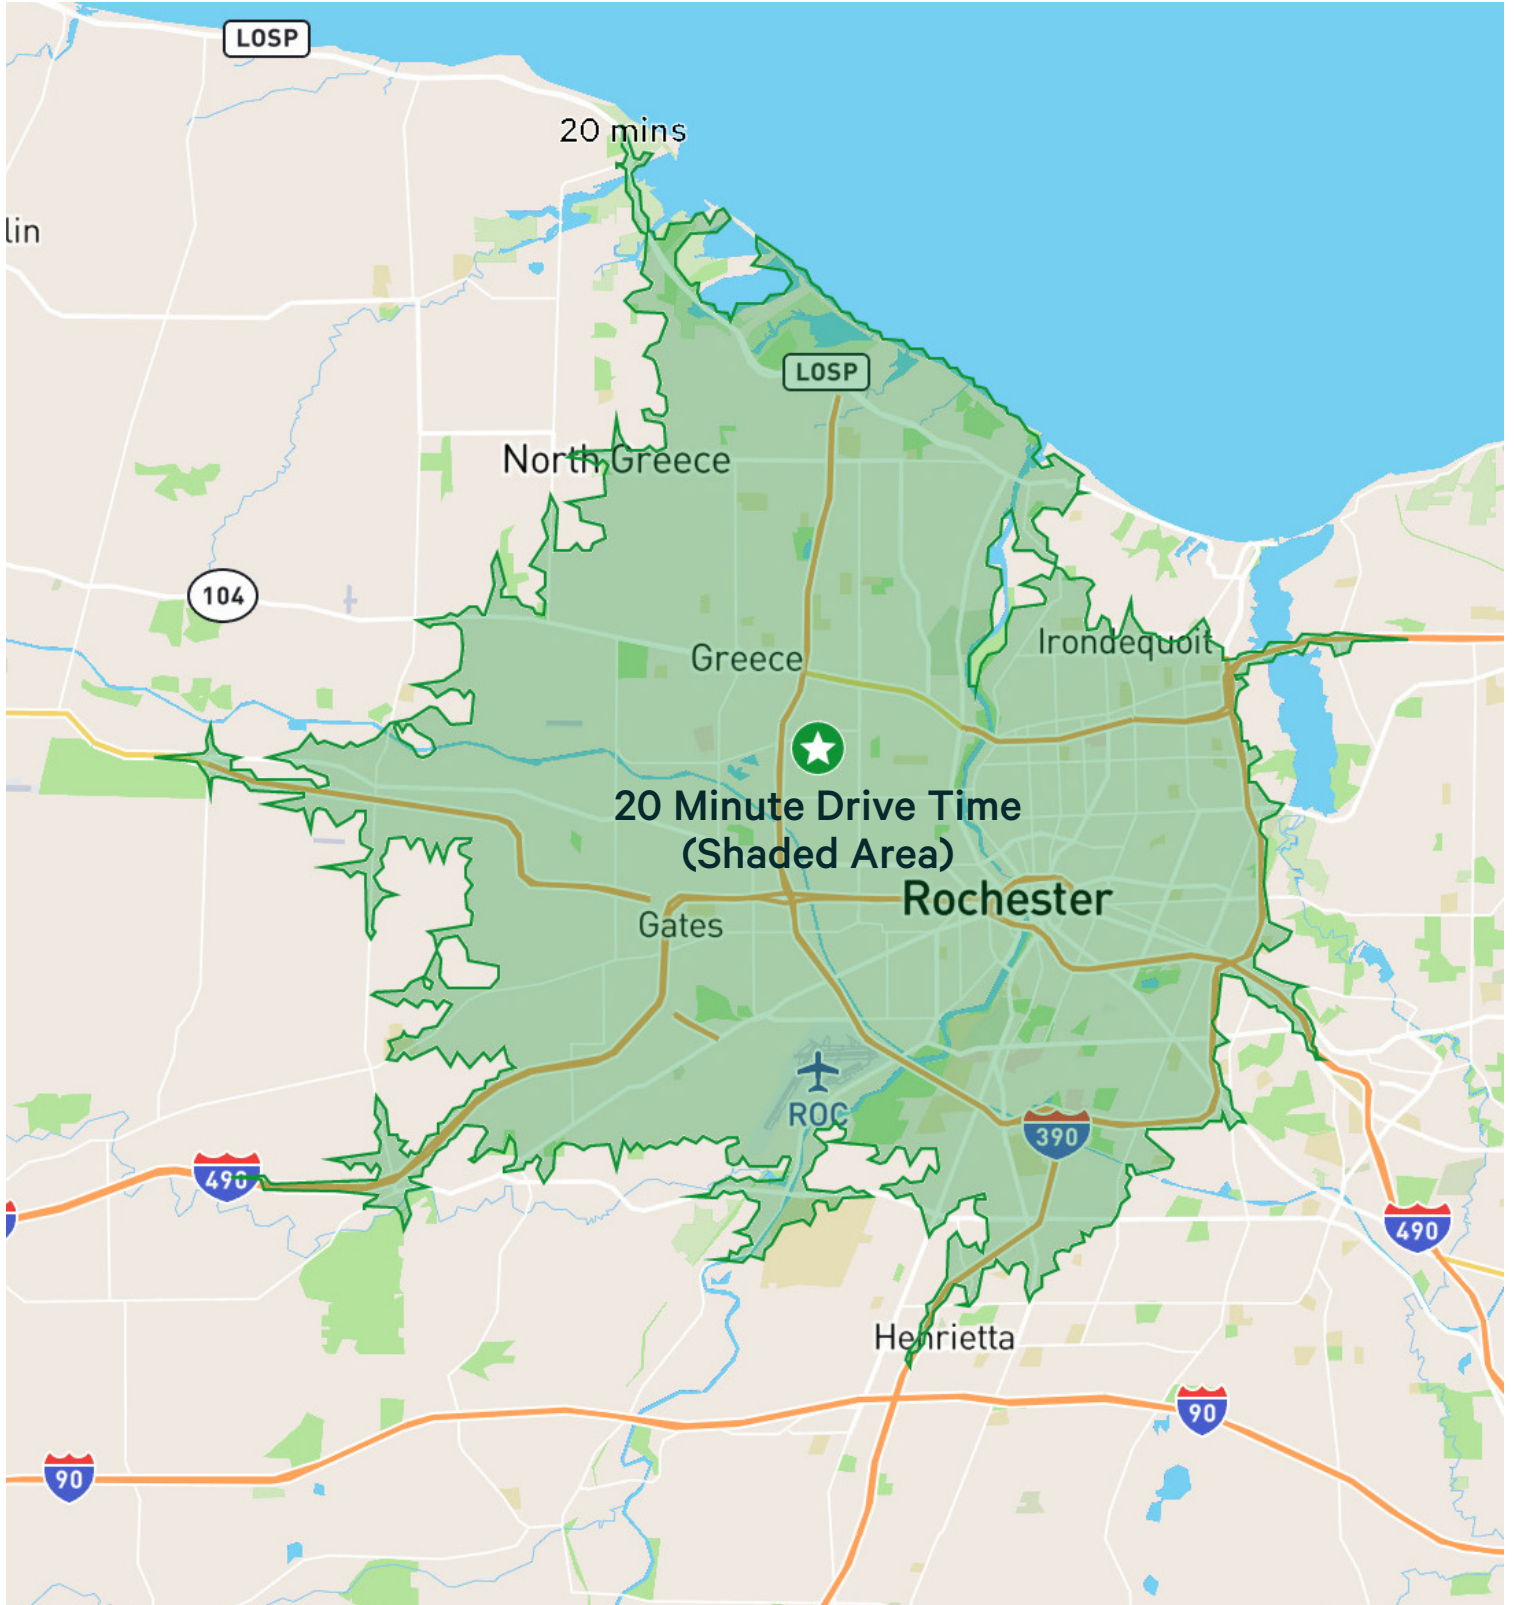 LOSP
20 mins
lin
LOSP
North Greece
104
Irondequoit
Greece
20 Minute Drive Time
(Shaded Area)
Rochester
Gates
ROC
390
490
490
Henrietta
90
90